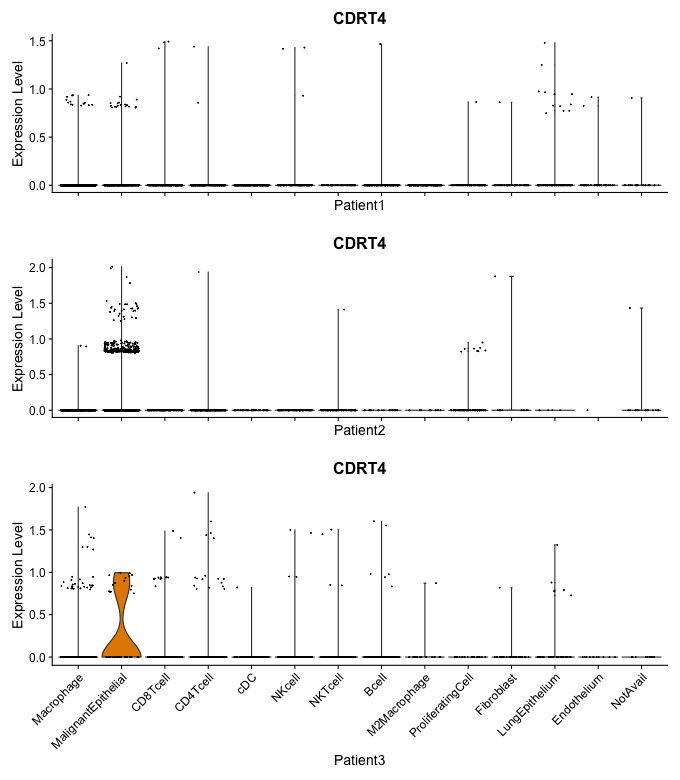 CDRT4
Expression Level
1.5
1.0
0.5
0.0
Patient1
CDRT4
Expression Level
2.0
1.5
1.0
0.5
0.0
Patient2
CDRT4
Expression Level
2.0
1.5
1.0
0.5
0.0
Macrophage
MalignantEpithelial
CD8Tcell
CD4Tcell
cDC
NKcell
NKTcell
Bcell
M2Macrophage
ProliferatingCell
Fibroblast
LungEpithelium
Endothelium
NotAvail
Patient3